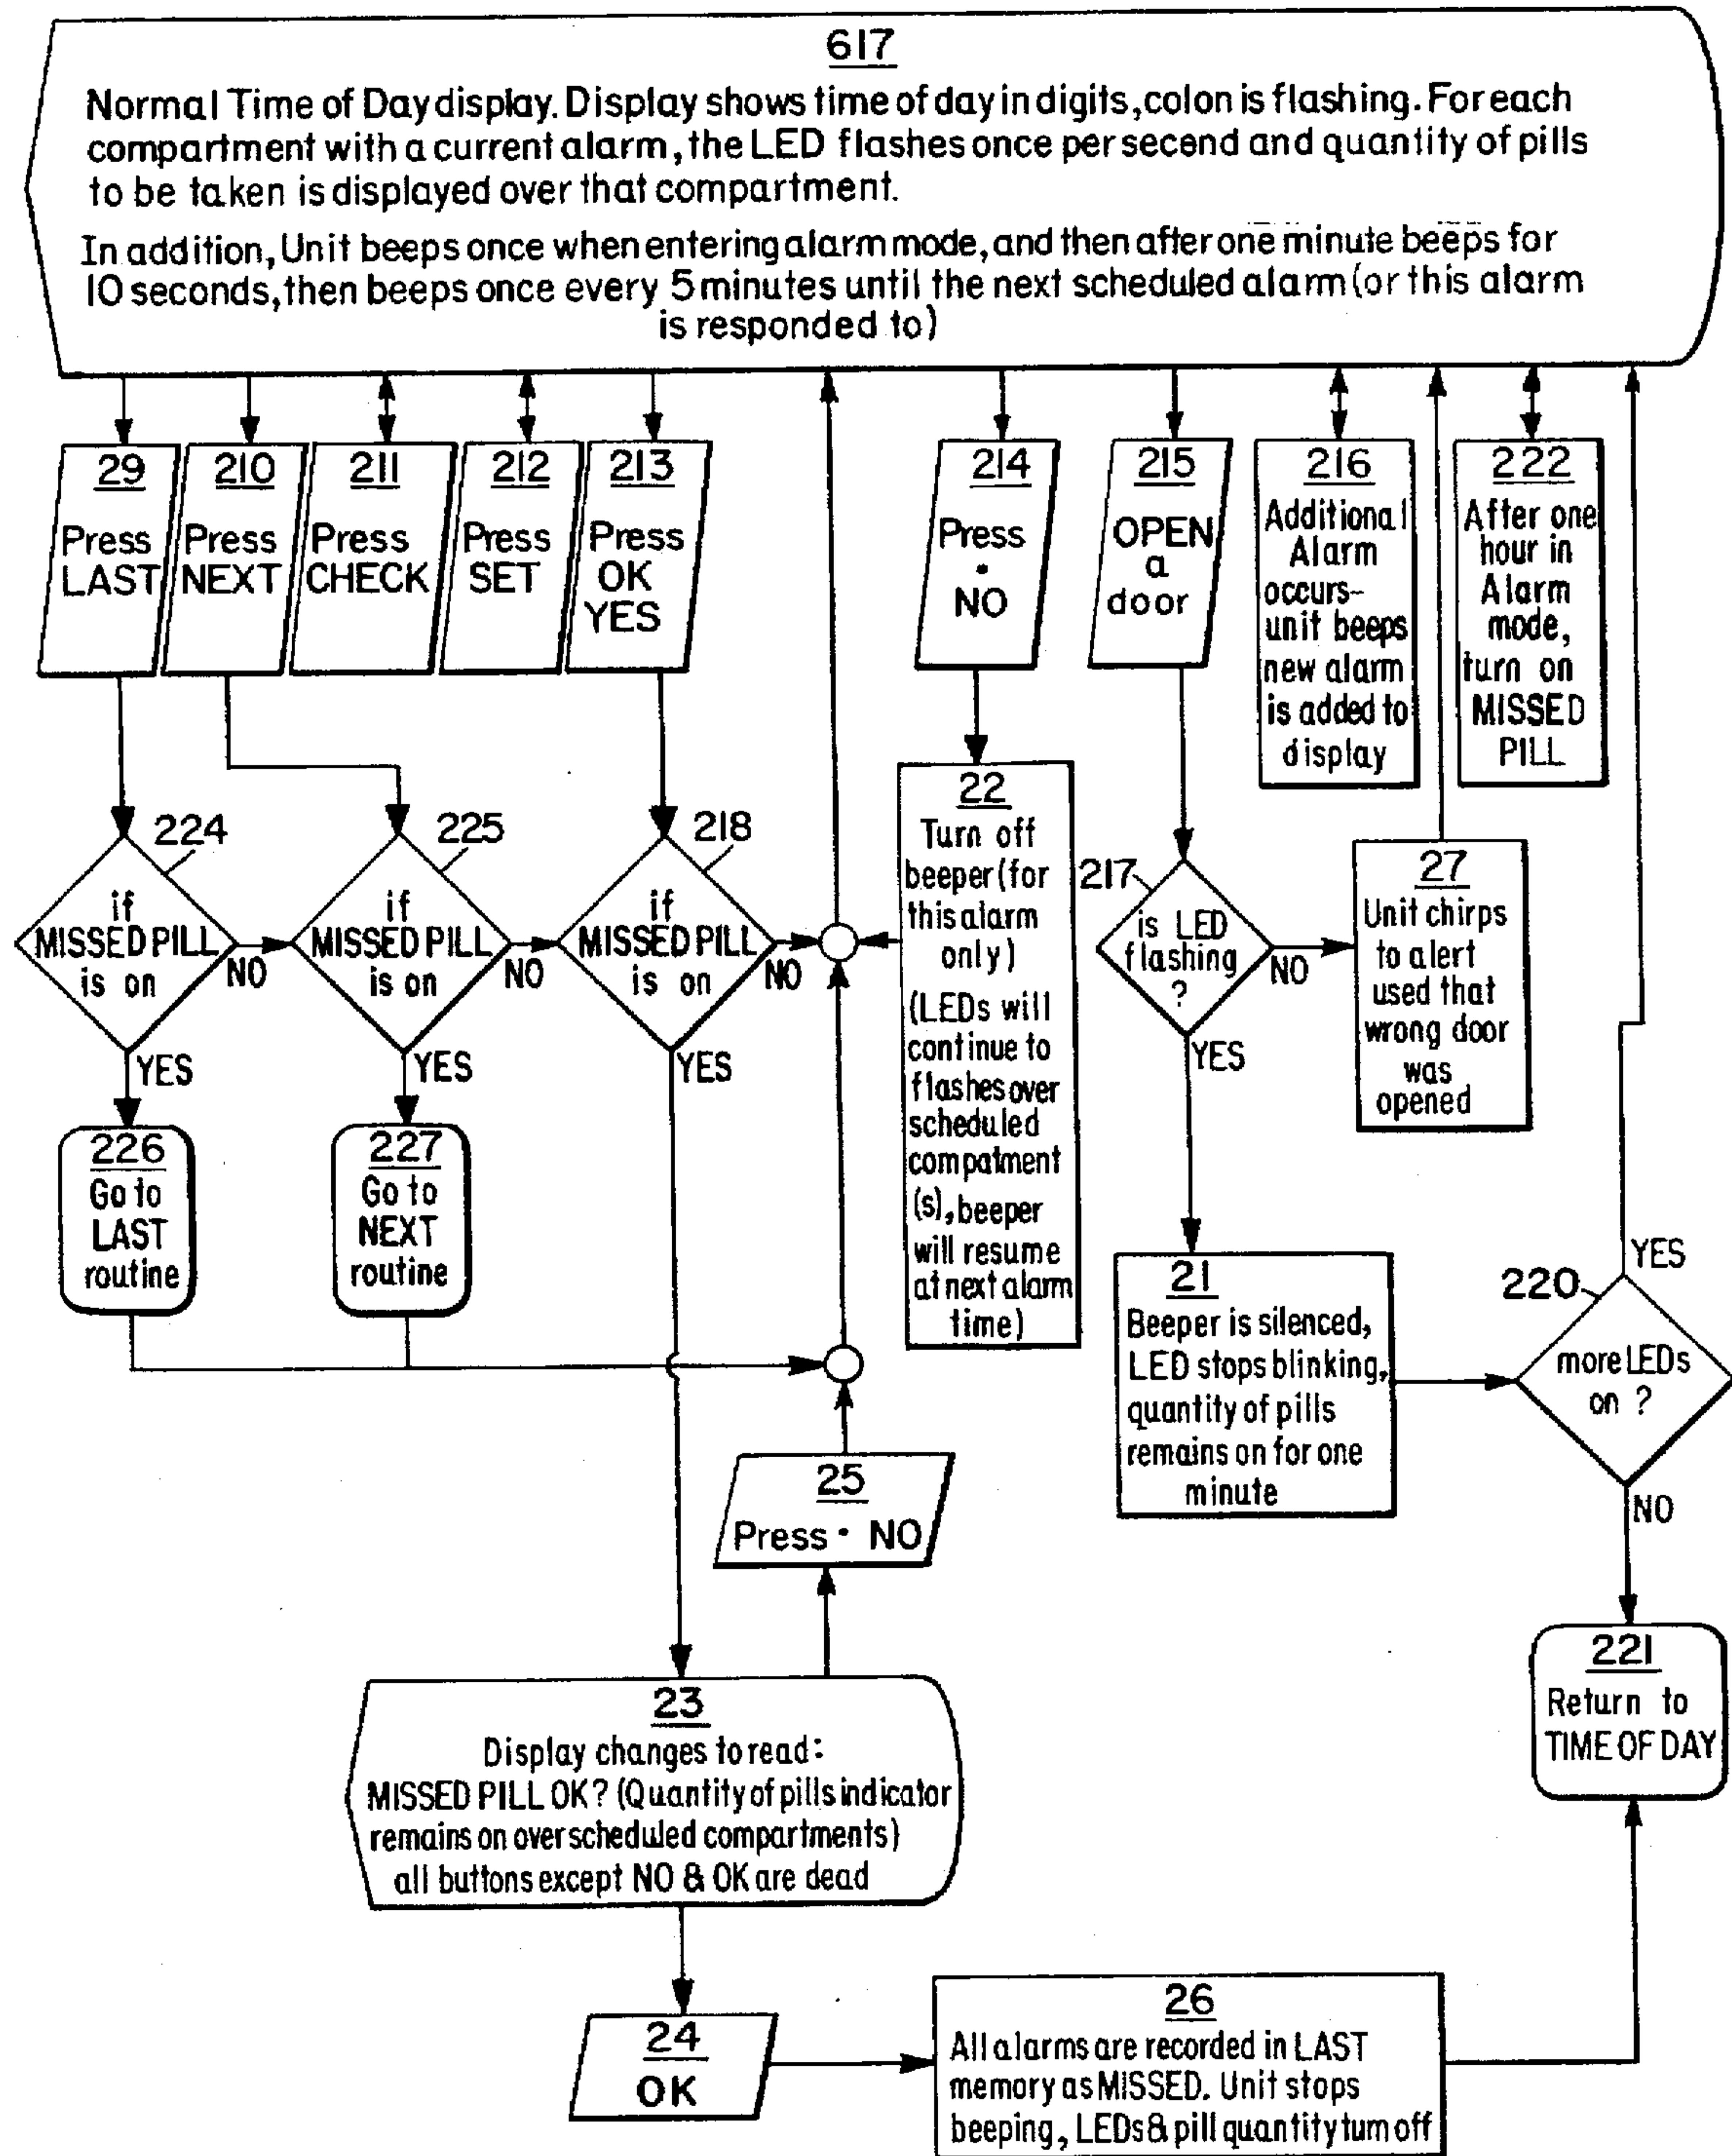 617
Normal Time of Day display. Display shows time of day in digits, colon is flashing. For each
compartment with a current alarm, the LED flashes once per secend and quantity of pills
to be taken is displayed over that compartment.
In addition, Unit beeps once when entering alarm mode, and then after one minute beeps for
10 seconds, then beeps once every 5 minutes until the next scheduled alarm (or this alarm
is responded to)
29
Press
LAST
210
Press
NEXT
211
Press
CHECK
212
Press
SET
213
Press
OK
YES
214
Press
•
NO
215
OPEN
a
door
216
Additional
Alarm
occurs-
unit beeps
new alarm
is added to
display
222
After one
hour in
Alarm
mode,
turn on
MISSED
PILL
224
if
MISSED PILL
is on
NO
YES
225
if
MISSED PILL
is on
NO
YES
218
if
MISSED PILL
is on
NO
YES
22
Turn off
beeper (for
this alarm
only)
(LEDs will
continue to
flashes over
scheduled
compatment
(s), beeper
will resume
at next alarm
time)
217
is LED
flashing
?
NO
YES
27
Unit chirps
to alert
used that
wrong door
was
opened
226
Go to
LAST
routine
227
Go to
NEXT
routine
21
Beeper is silenced,
LED stops blinking,
quantity of pills
remains on for one
minute
220
more LEDs
on ?
YES
NO
25
Press • NO
221
Return to
TIME OF DAY
23
Display changes to read:
MISSED PILL OK? (Quantity of pills indicator
remains on over scheduled compartments)
all buttons except NO & OK are dead
24
OK
26
All alarms are recorded in LAST
memory as MISSED. Unit stops
beeping, LEDs & pill quantity turn off